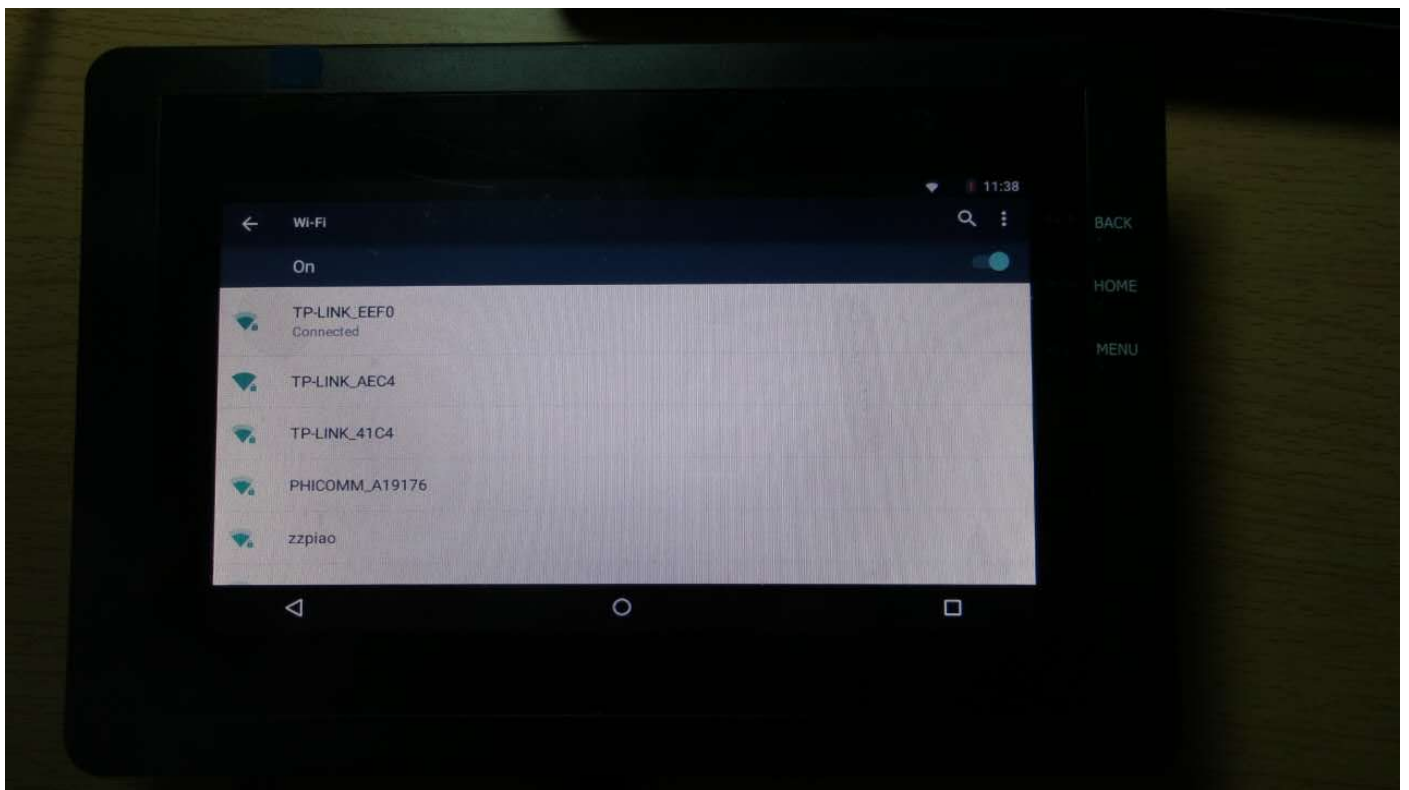 11:38
Wi-Fi
BACK
On
HOME
TP-LINK_EEF0
Connected
MENU
TP-LINK_AEC4
TP-LINK_41C4
PHICOMM_A19176
zzpiao